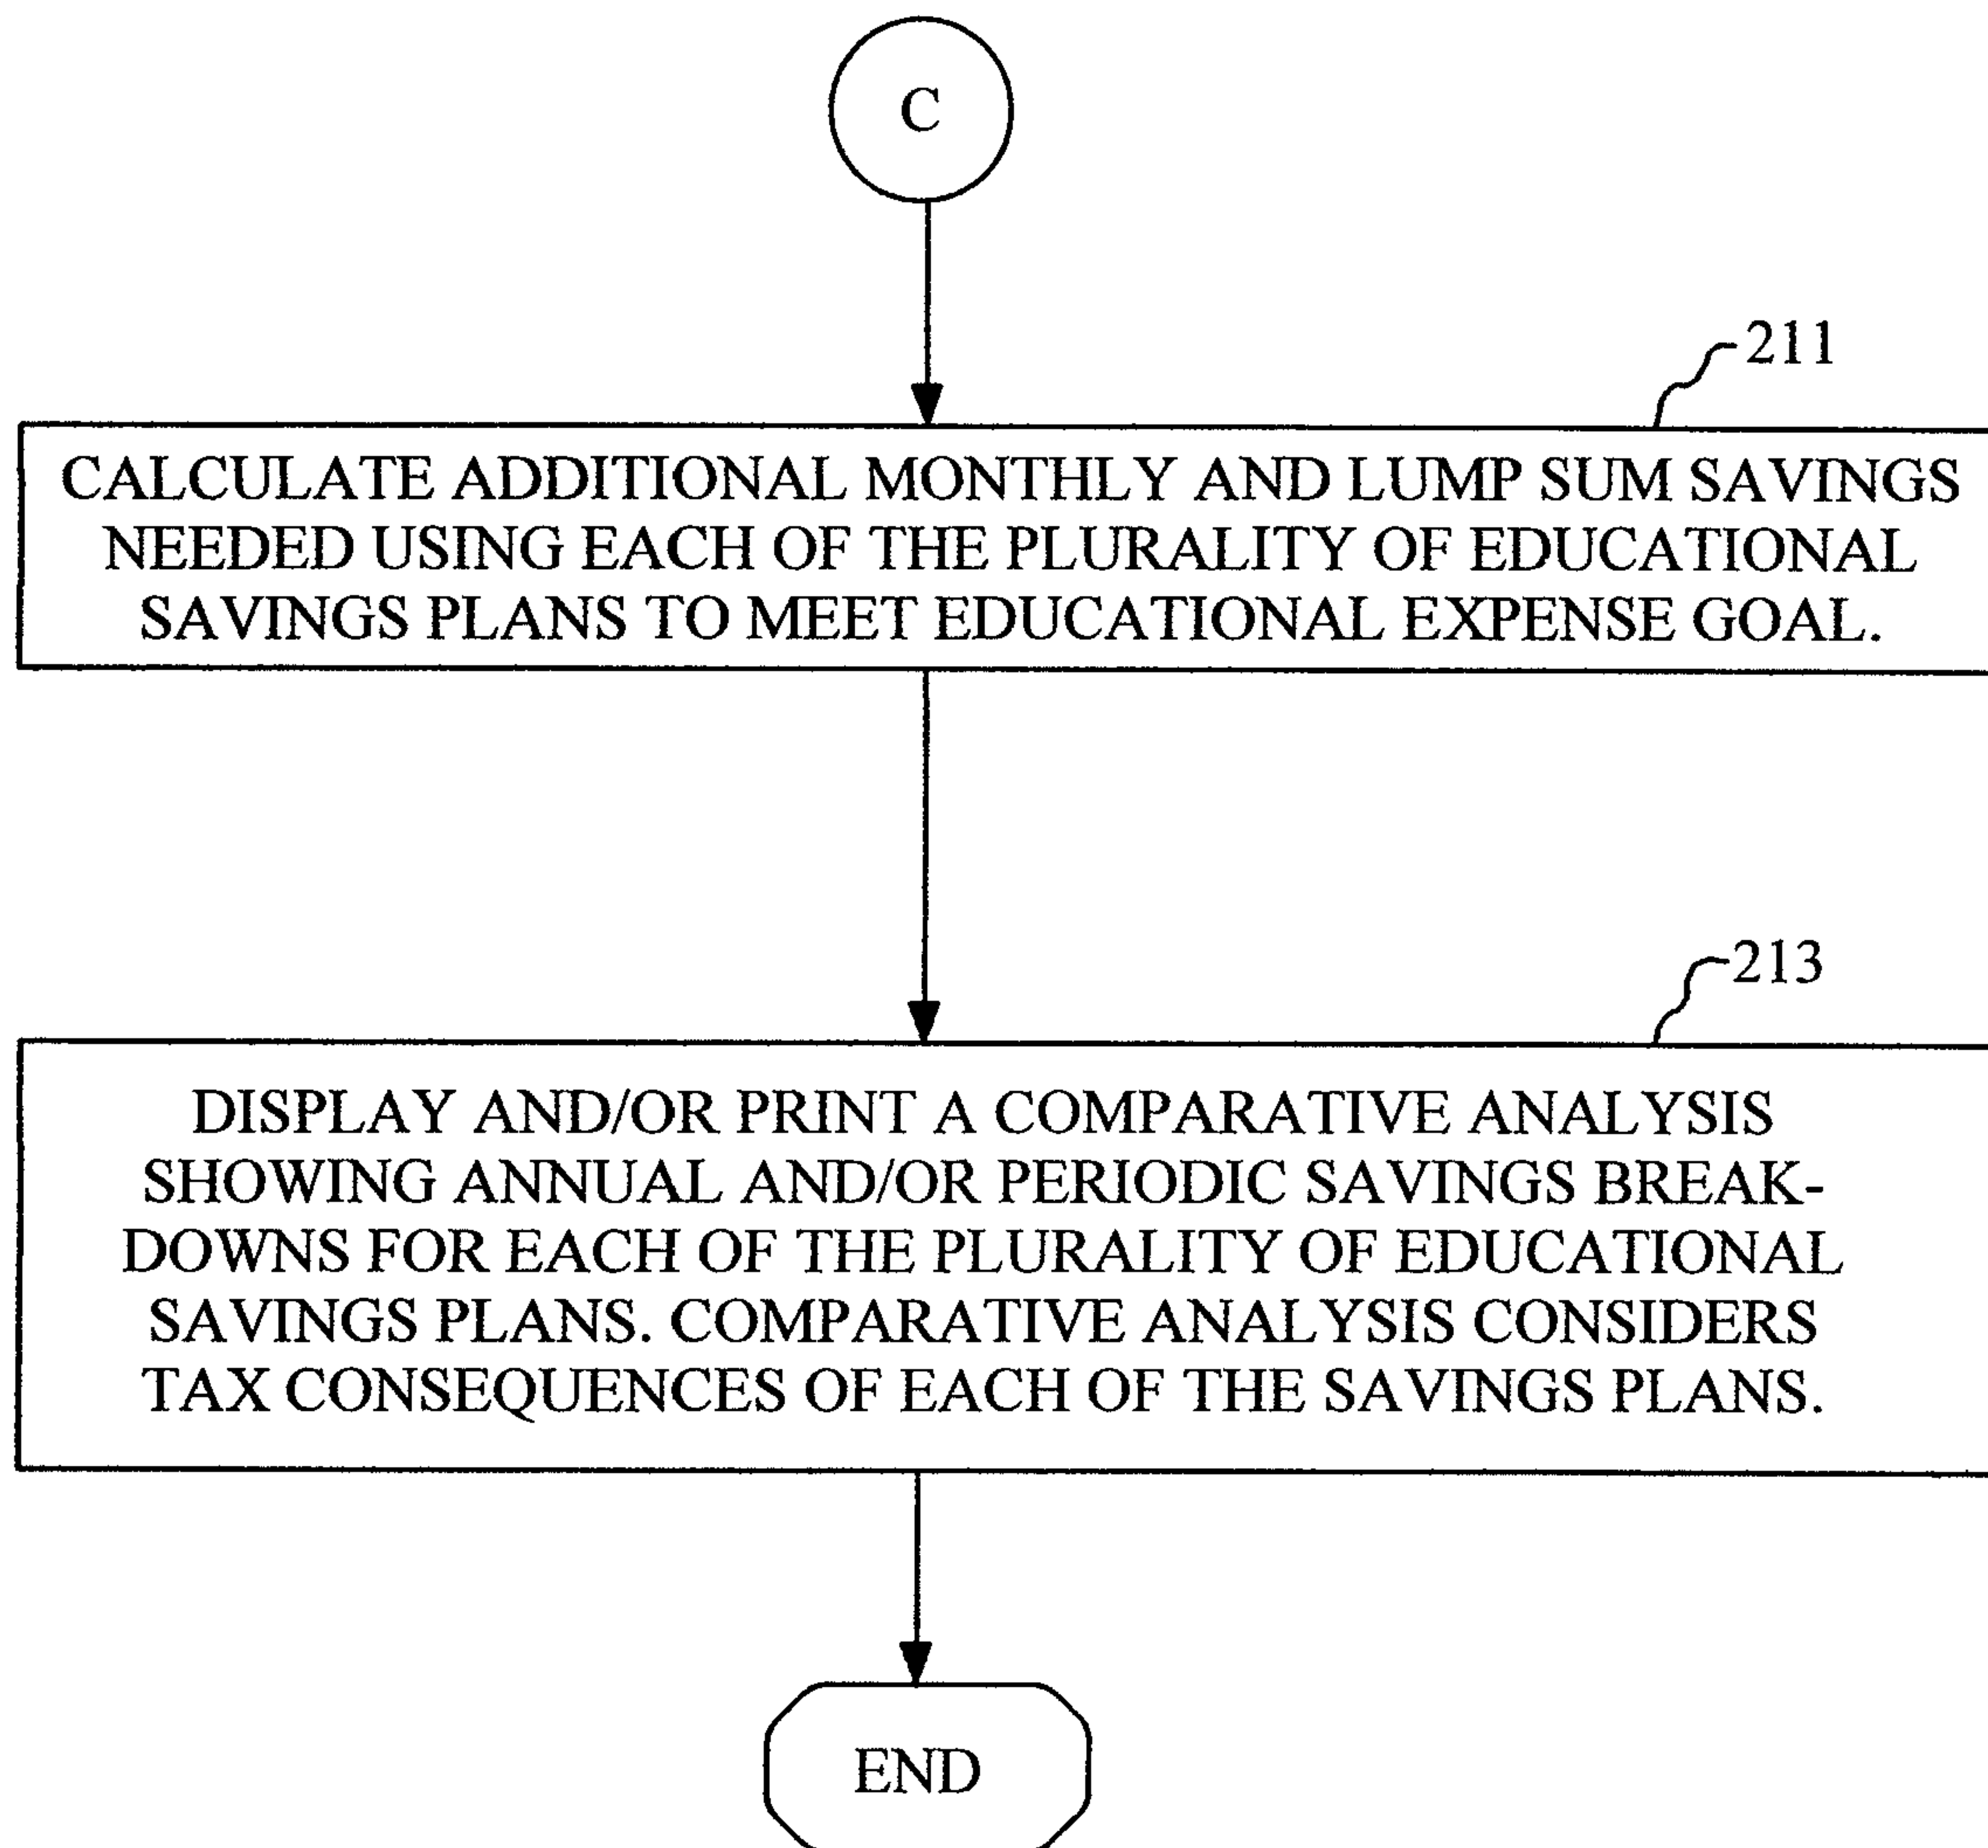 C
211
CALCULATE ADDITIONAL MONTHLY AND LUMP SUM SAVINGS
NEEDED USING EACH OF THE PLURALITY OF EDUCATIONAL
SAVINGS PLANS TO MEET EDUCATIONAL EXPENSE GOAL.
213
DISPLAY AND/OR PRINT A COMPARATIVE ANALYSIS
SHOWING ANNUAL AND/OR PERIODIC SAVINGS BREAK-
DOWNS FOR EACH OF THE PLURALITY OF EDUCATIONAL
SAVINGS PLANS. COMPARATIVE ANALYSIS CONSIDERS
TAX CONSEQUENCES OF EACH OF THE SAVINGS PLANS.
END